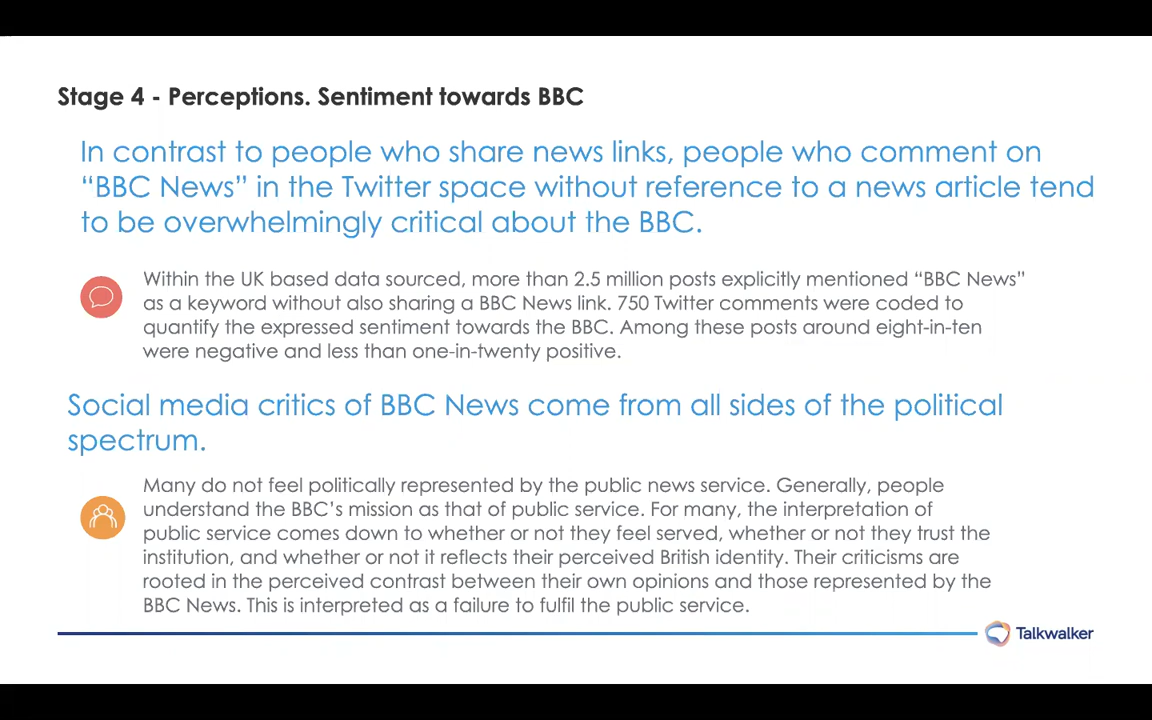 Stage 4 - Perceptions. Sentiment towards BBC
In contrast to people who share news links, people who comment on
“BBC News” in the Twitter space without reference to a news article tend
to be overwhelmingly critical about the BBC.
Within the UK based data sourced, more than 2.5 million posts explicitly mentioned “BBC News”
as a keyword without also sharing a BBC News link. 750 Twitter comments were coded to
quantify the expressed sentiment towards the BBC. Among these posts around eight-in-ten
were negative and less than one-in-twenty positive.
Social media critics of BBC News come from all sides of the political
spectrum.
Many do not feel politically represented by the public news service. Generally, people
understand the BBC’s mission as that of public service. For many, the interpretation of
public service comes down to whether or not they feel served, whether or not they trust the
institution, and whether or not it reflects their perceived British identity. Their criticisms are
rooted in the perceived contrast between their own opinions and those represented by the
BBC News. This is interpreted as a failure to fulfil the public service.
Talkwalker